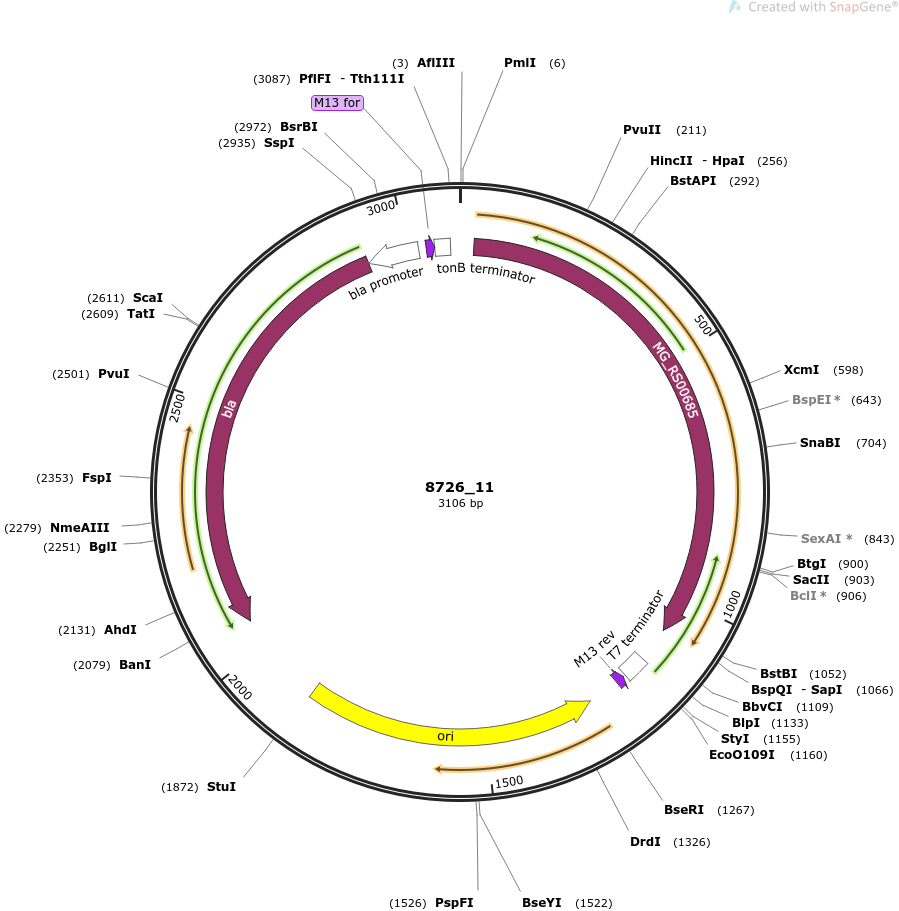 Created with SnapGene®
(3) AflIII
PmlI (6)
(3087) PflFI - Tth111I
M13 for
(2972) BsrBI
(2935) SspI
PvuII (211)
HincII - HpaI (256)
BstAPI (292)
3000
bla promoter
tonB terminator
500
MG_RS00685
(2611) ScaI
(2609) TatI
(2501) PvuI
2500
bla
XcmI (598)
BspEI * (643)
SnaBI (704)
(2353) FspI
8726_11
3106 bp
(2279) NmeAIII
(2251) BglI
SexAI * (843)
BtgI (900)
SacII (903)
BclI * (906)
1000
(2131) AhdI
(2079) BanI
M13 rev
T7 terminator
BstBI (1052)
BspQI - SapI (1066)
BbvCI (1109)
BlpI (1133)
StyI (1155)
EcoO109I (1160)
2000
ori
1500
(1872) StuI
BseRI (1267)
DrdI (1326)
(1526) PspFI
BseYI (1522)